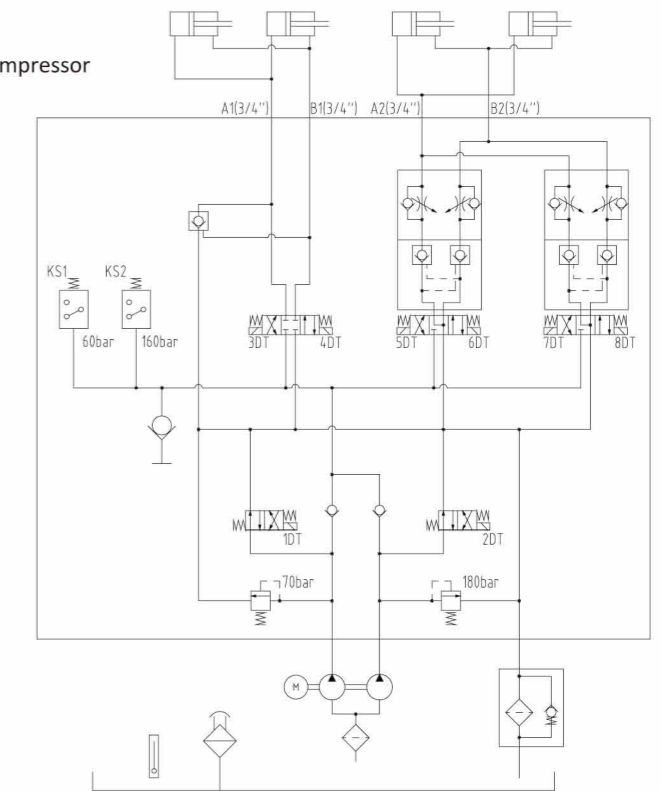 mpressor
A1(3/4'') B1(3/4'') A2(3/4'') B2(3/4'')
KS1 KS2
60bar 160bar
3DT 4DT 5DT 6DT 7DT 8DT
1DT 2DT
70bar 180bar
M